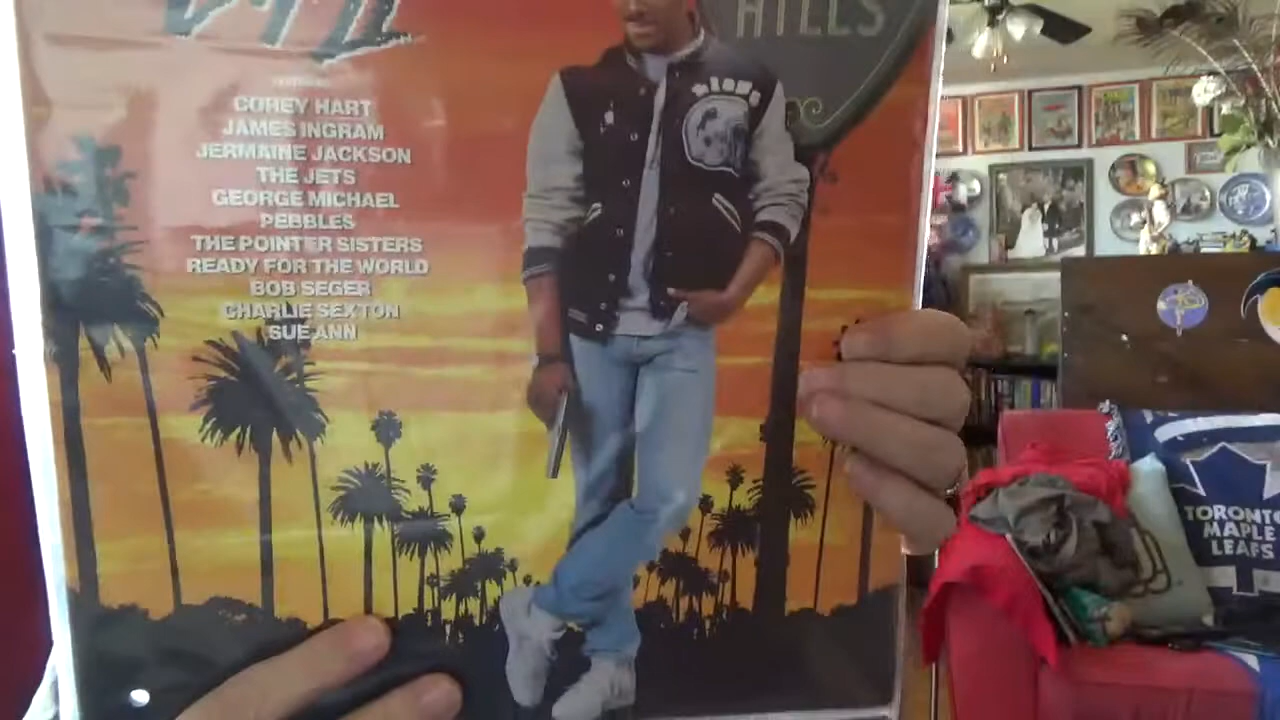 HILLS
COREY HART
JAMES INGRAM
JERMAINE JACKSON
THE JETS
GEORGE MICHAEL
PEBBLES
THE POINTER SISTERS
READY FOR THE WORLD
BOB SEGER
CHARLIE SEXTON
SUE ANN
TORONTO
MAPLE
LEAFS